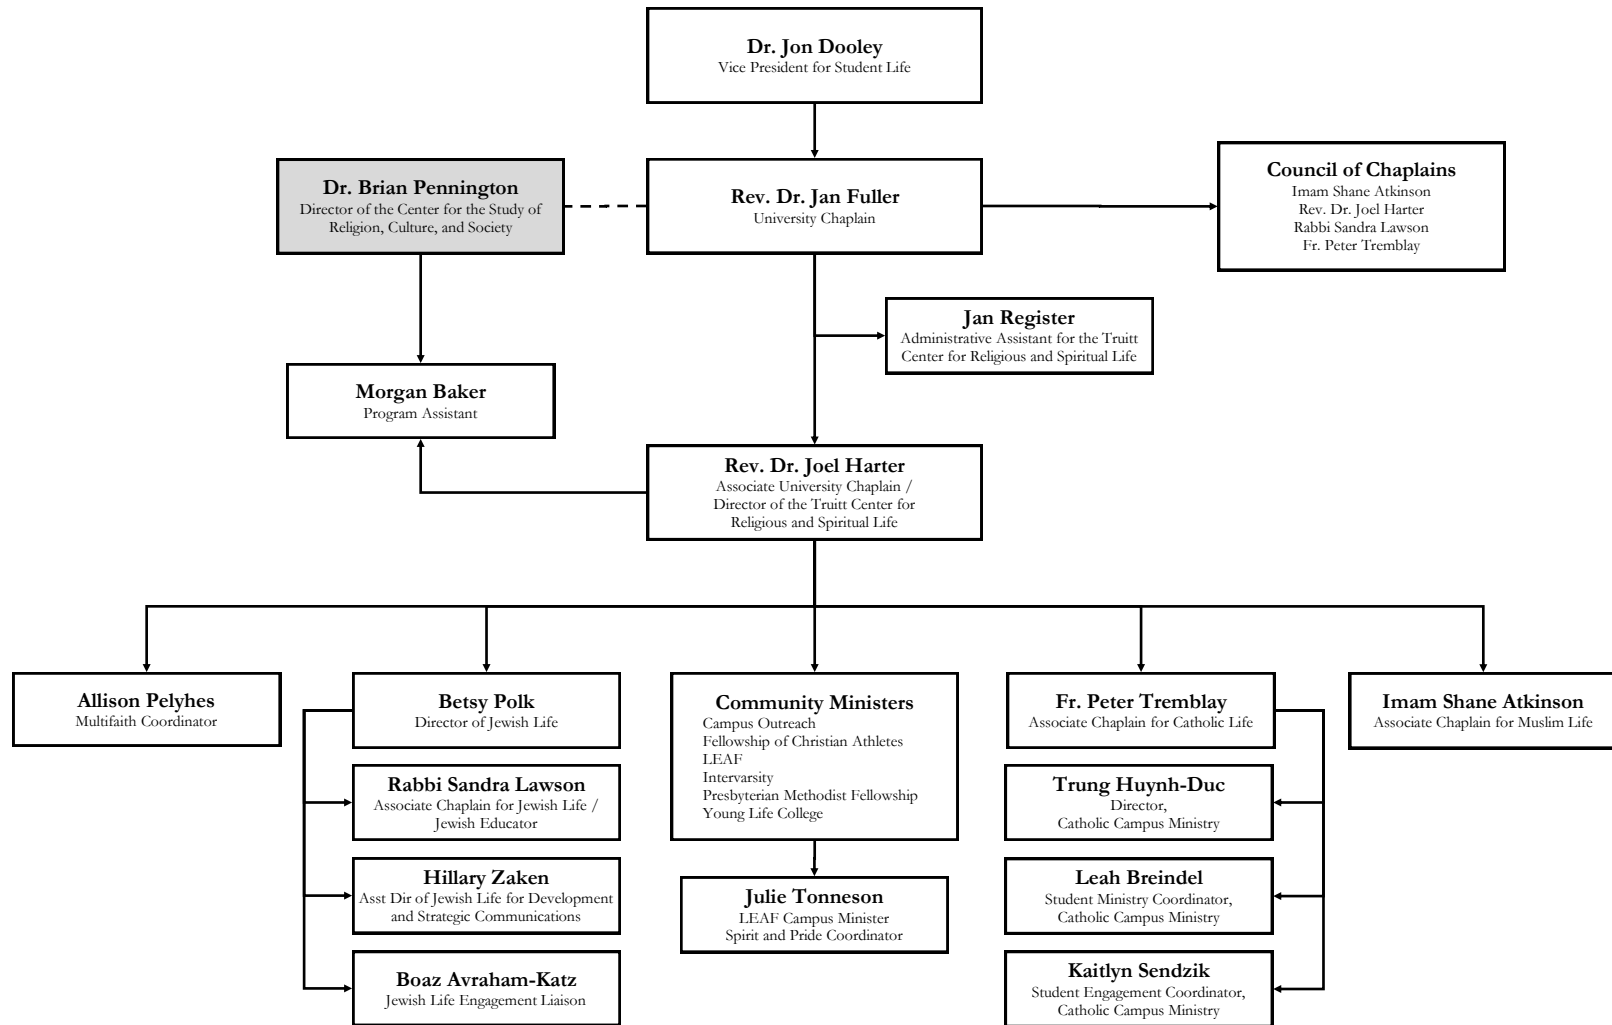 Dr. Jon Dooley
Vice President for Student Life
Dr. Brian Pennington
Director of the Center for the Study of
Religion, Culture, and Society
Rev. Dr. Jan Fuller
University Chaplain
Council of Chaplains
Imam Shane Atkinson
Rev. Dr. Joel Harter
Rabbi Sandra Lawson
Fr. Peter Tremblay
Jan Register
Administrative Assistant for the Truitt
Center for Religious and Spiritual Life
Morgan Baker
Program Assistant
Rev. Dr. Joel Harter
Associate University Chaplain /
Director of the Truitt Center for
Religious and Spiritual Life
Allison Pelyhes
Multifaith Coordinator
Betsy Polk
Director of Jewish Life
Rabbi Sandra Lawson
Associate Chaplain for Jewish Life /
Jewish Educator
Hillary Zaken
Asst Dir of Jewish Life for Development
and Strategic Communications
Boaz Avraham-Katz
Jewish Life Engagement Liaison
Community Ministers
Campus Outreach
Fellowship of Christian Athletes
LEAF
Intervarsity
Presbyterian Methodist Fellowship
Young Life College
Julie Tonneson
LEAF Campus Minister
Spirit and Pride Coordinator
Fr. Peter Tremblay
Associate Chaplain for Catholic Life
Trung Huynh-Duc
Director,
Catholic Campus Ministry
Leah Breindel
Student Ministry Coordinator,
Catholic Campus Ministry
Kaitlyn Sendzik
Student Engagement Coordinator,
Catholic Campus Ministry
Imam Shane Atkinson
Associate Chaplain for Muslim Life